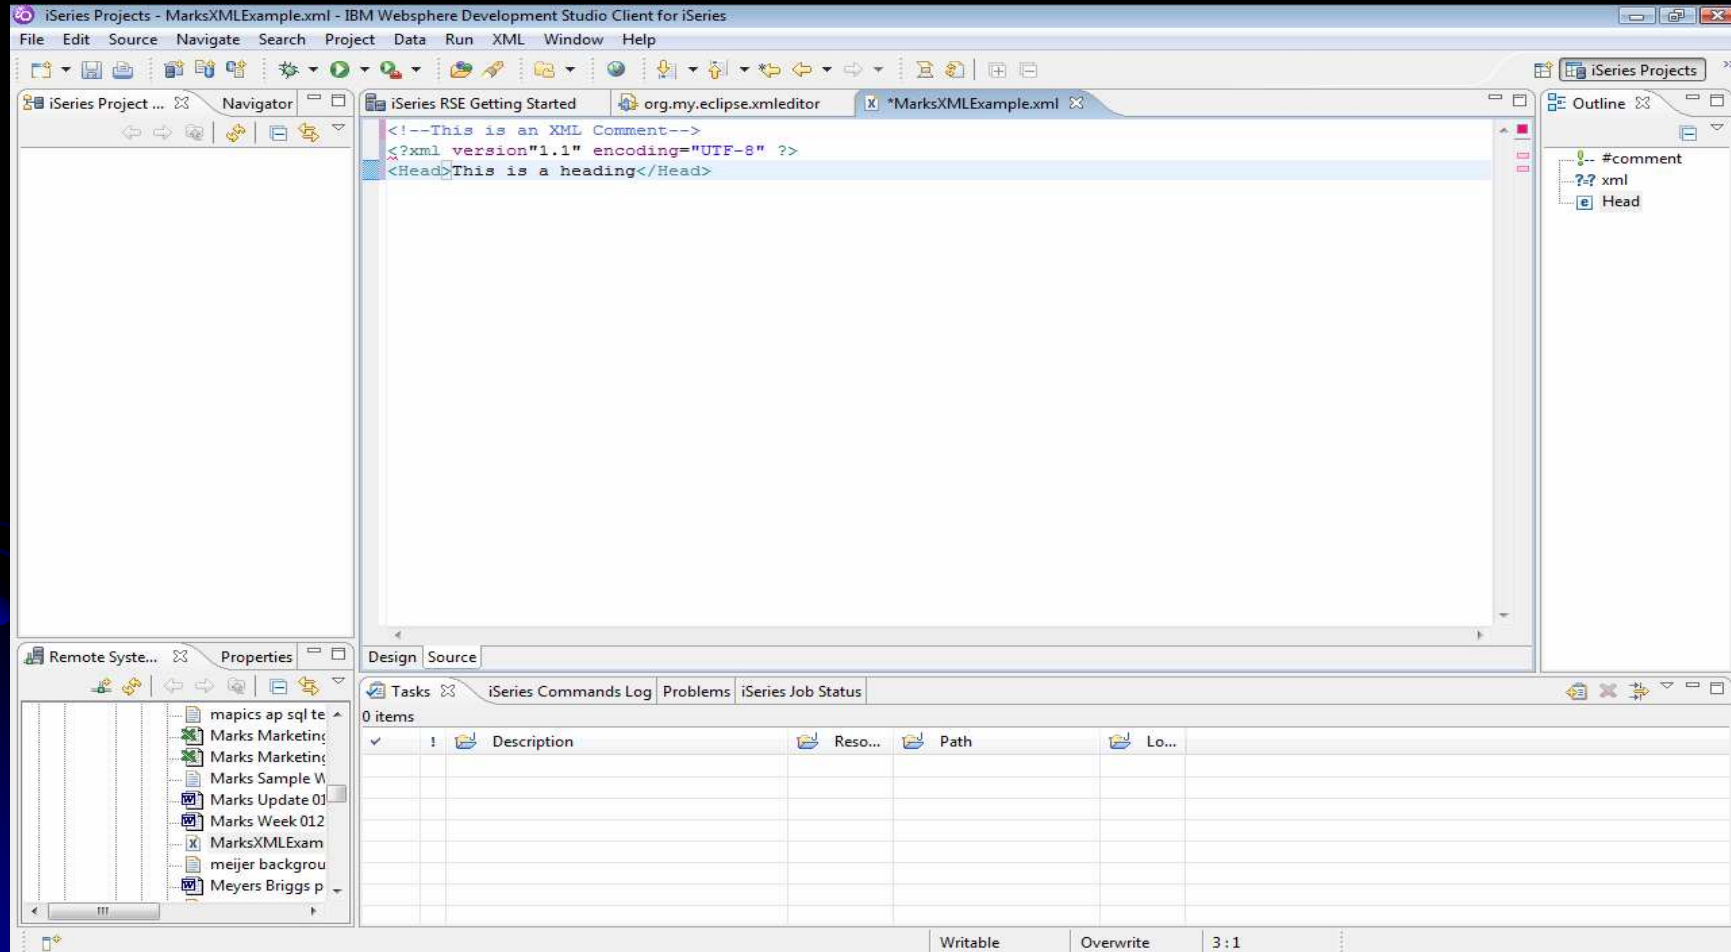 iSeries Projects - MarksXMLExample.xml - IBM Websphere Development Studio Client for iSeries
File Edit Source Navigate Search Project Data Run XML Window Help
iSeries Projects
iSeries Project ... Navigator
iSeries RSE Getting Started org.my.eclipse.xmleditor *MarksXMLExample.xml
Outline
<!--This is an XML Comment-->
<?xml version"1.1" encoding="UTF-8" ?>
<Head>This is a heading</Head>
#comment
?=? xml
e Head
Design Source
Remote Syste... Properties
mapics ap sql te
Marks Marketing
Marks Marketing
Marks Sample W
Marks Update 01
Marks Week 012
MarksXMLExam
meijer backgrou
Meyers Briggs p
Tasks iSeries Commands Log Problems iSeries Job Status
0 items
! Description Reso... Path Lo...
Writable Overwrite 3 : 1